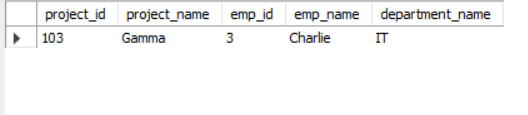 project_id project_name emp_id emp_name department_name
103 Gamma 3 Charlie IT